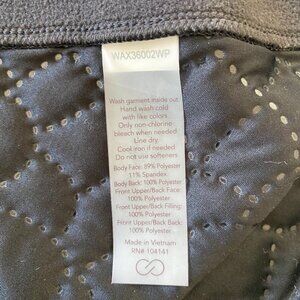 WAX36002WP
Wash garment inside out.
Hand wash cold
with like colors.
Only non-chlorine
bleach when needed
Line dry.
Cool iron if needed
Do not use softeners
Body Face: 89% Polyester
11% Spandex
Body Back: 100% Polyester
Front Upper/Back Face:
100% Polyester
Front Upper/Back Filling:
100% Polyester
Front Upper/Back Back:
100% Polyester
Made in Vietnam
RN# 104141